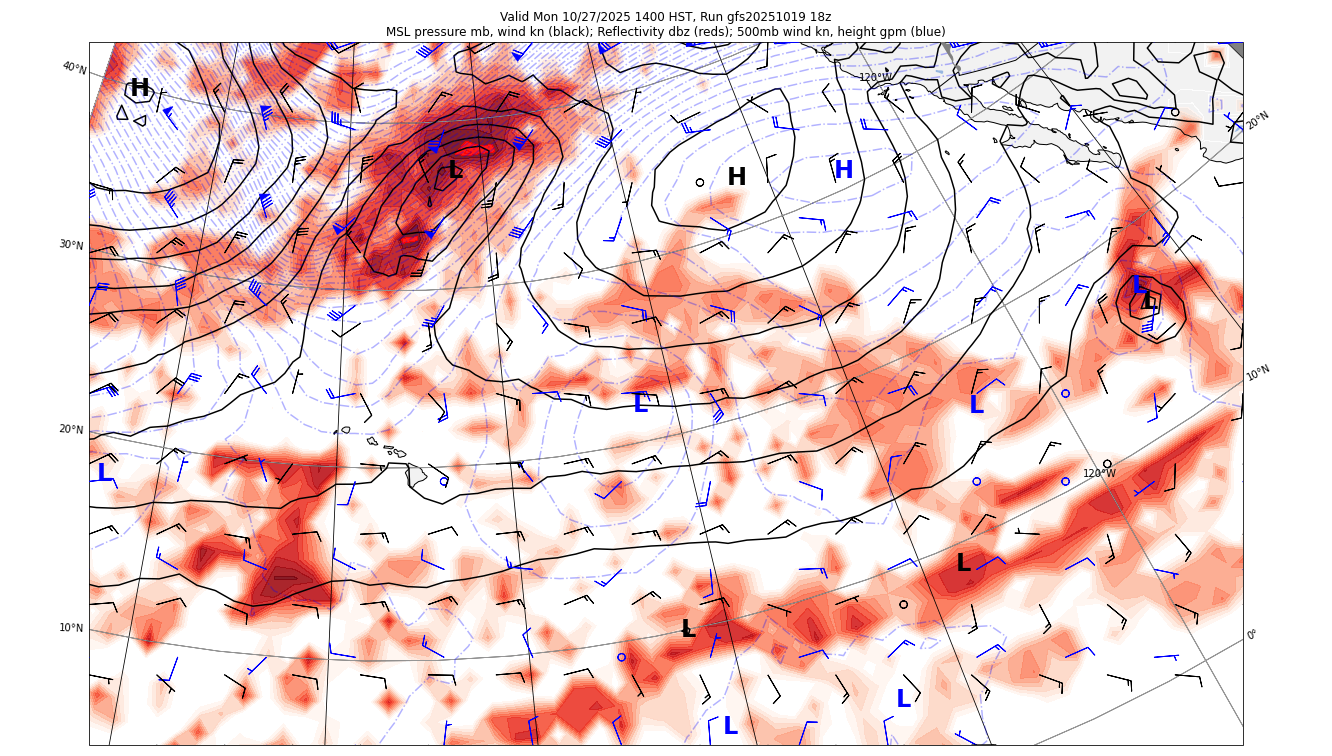 Valid Mon 10/27/2025 1400 HST, Run gfs20251019 18z
MSL pressure mb, wind kn (black); Reflectivity dbz (reds); 500mb wind kn, height gpm (blue)
40°N
120°W
H
20°N
L
H
H
30°N
L
L
10°N
L
L
20°N
L
120°W
L
10°N
L
0°
L
L